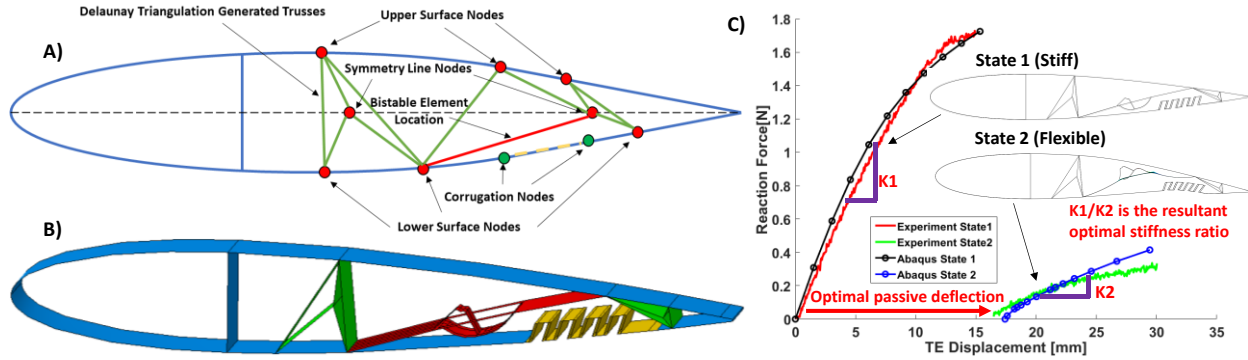 Delaunay Triangulation Generated Trusses
Upper Surface Nodes
A)
Symmetry Line Nodes
Bistable Element
Location
Corrugation Nodes
Lower Surface Nodes
B)
C)
Reaction Force[N]
1.8
1.6
1.4
1.2
1
0.8
0.6
0.4
0.2
0
State 1 (Stiff)
State 2 (Flexible)
K1
K1/K2 is the resultant
optimal stiffness ratio
Experiment State1
Experiment State2
Abaqus State 1
Abaqus State 2
Optimal passive deflection
K2
0 5 10 15 20 25 30 35
TE Displacement [mm]